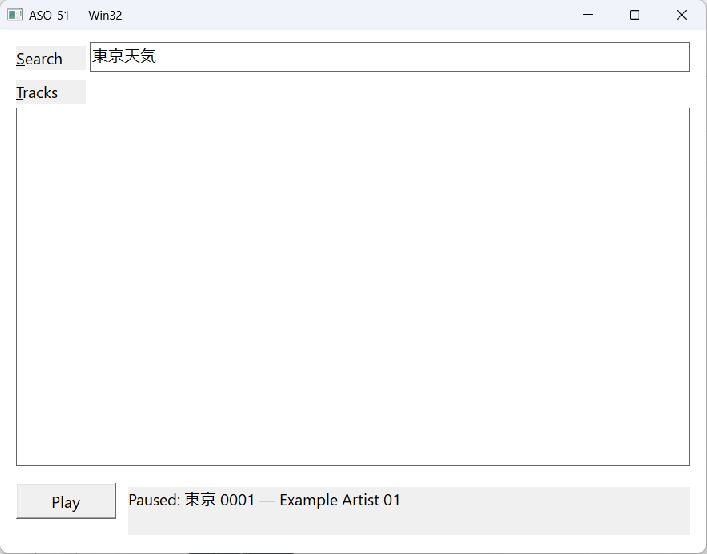 ASO 51 Win32
Search 東京天気
Tracks
Play Paused: 東京 0001 — Example Artist 01